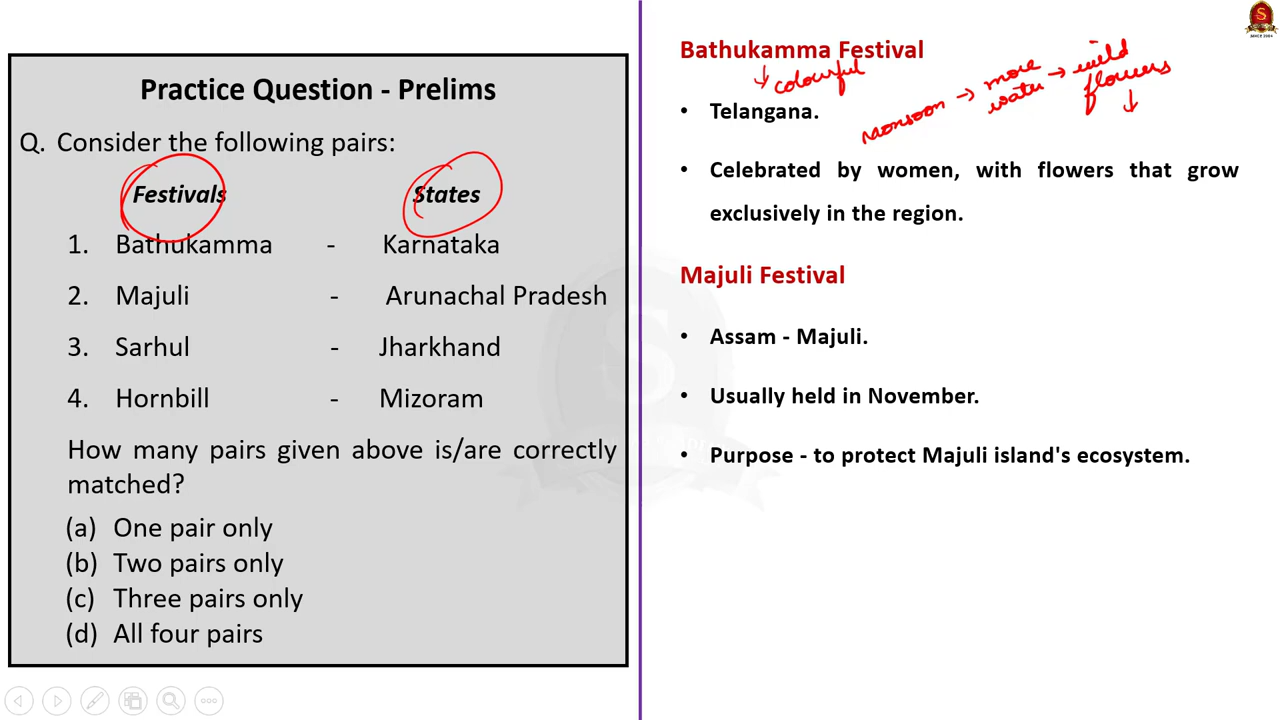 Practice Question - Prelims
Q. Consider the following pairs:
Festivals States
1. Bathukamma - Karnataka
2. Majuli - Arunachal Pradesh
3. Sarhul - Jharkhand
4. Hornbill - Mizoram
How many pairs given above is/are correctly
matched?
(a) One pair only
(b) Two pairs only
(c) Three pairs only
(d) All four pairs
Bathukamma Festival
↓ colourful
monsoon → more water → wild flowers ↓
• Telangana.
• Celebrated by women, with flowers that grow
exclusively in the region.
Majuli Festival
• Assam - Majuli.
• Usually held in November.
• Purpose - to protect Majuli island's ecosystem.
S
SINCE 2004